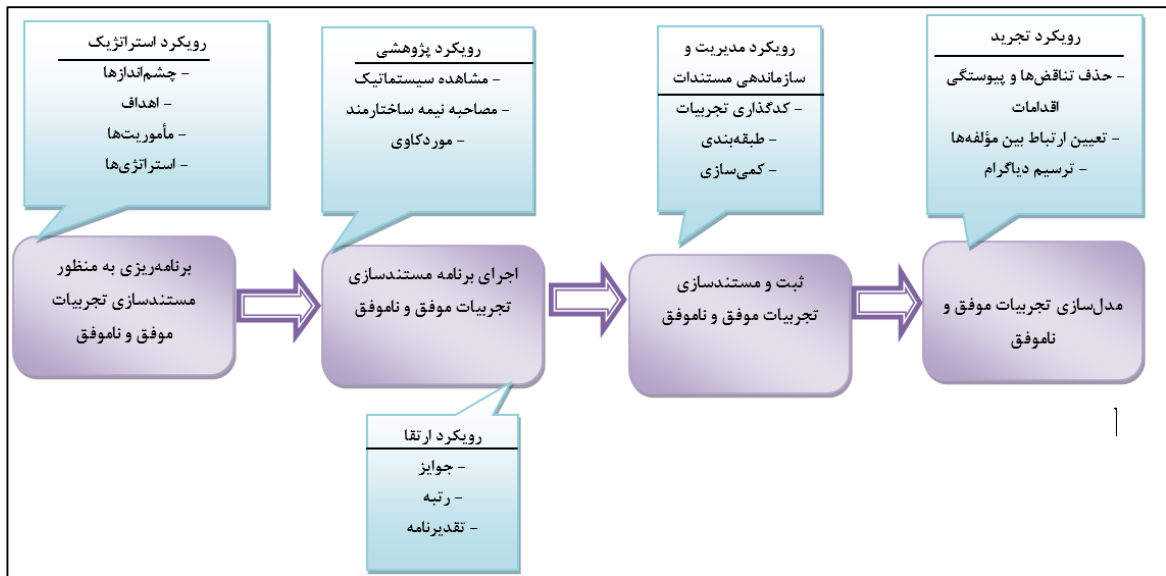 رویکرد استراتژیک
- چشم‌اندازها
- اهداف
- مأموریت‌ها
- استراتژی‌ها
برنامه‌ریزی به منظور
مستندسازی تجربیات
موفق و ناموفق
رویکرد پژوهشی
- مشاهده سیستماتیک
- مصاحبه نیمه ساختارمند
- موردکاوی
اجرای برنامه مستندسازی
تجربیات موفق و ناموفق
رویکرد ارتقا
- جوایز
- رتبه
- تقدیرنامه
رویکرد مدیریت و
سازماندهی مستندات
- کدگذاری تجربیات
- طبقه‌بندی
- کمی‌سازی
ثبت و مستندسازی
تجربیات موفق و ناموفق
رویکرد تجرید
- حذف تناقض‌ها و پیوستگی
اقدامات
- تعیین ارتباط بین مؤلفه‌ها
- ترسیم دیاگرام
مدل‌سازی تجربیات موفق و
ناموفق